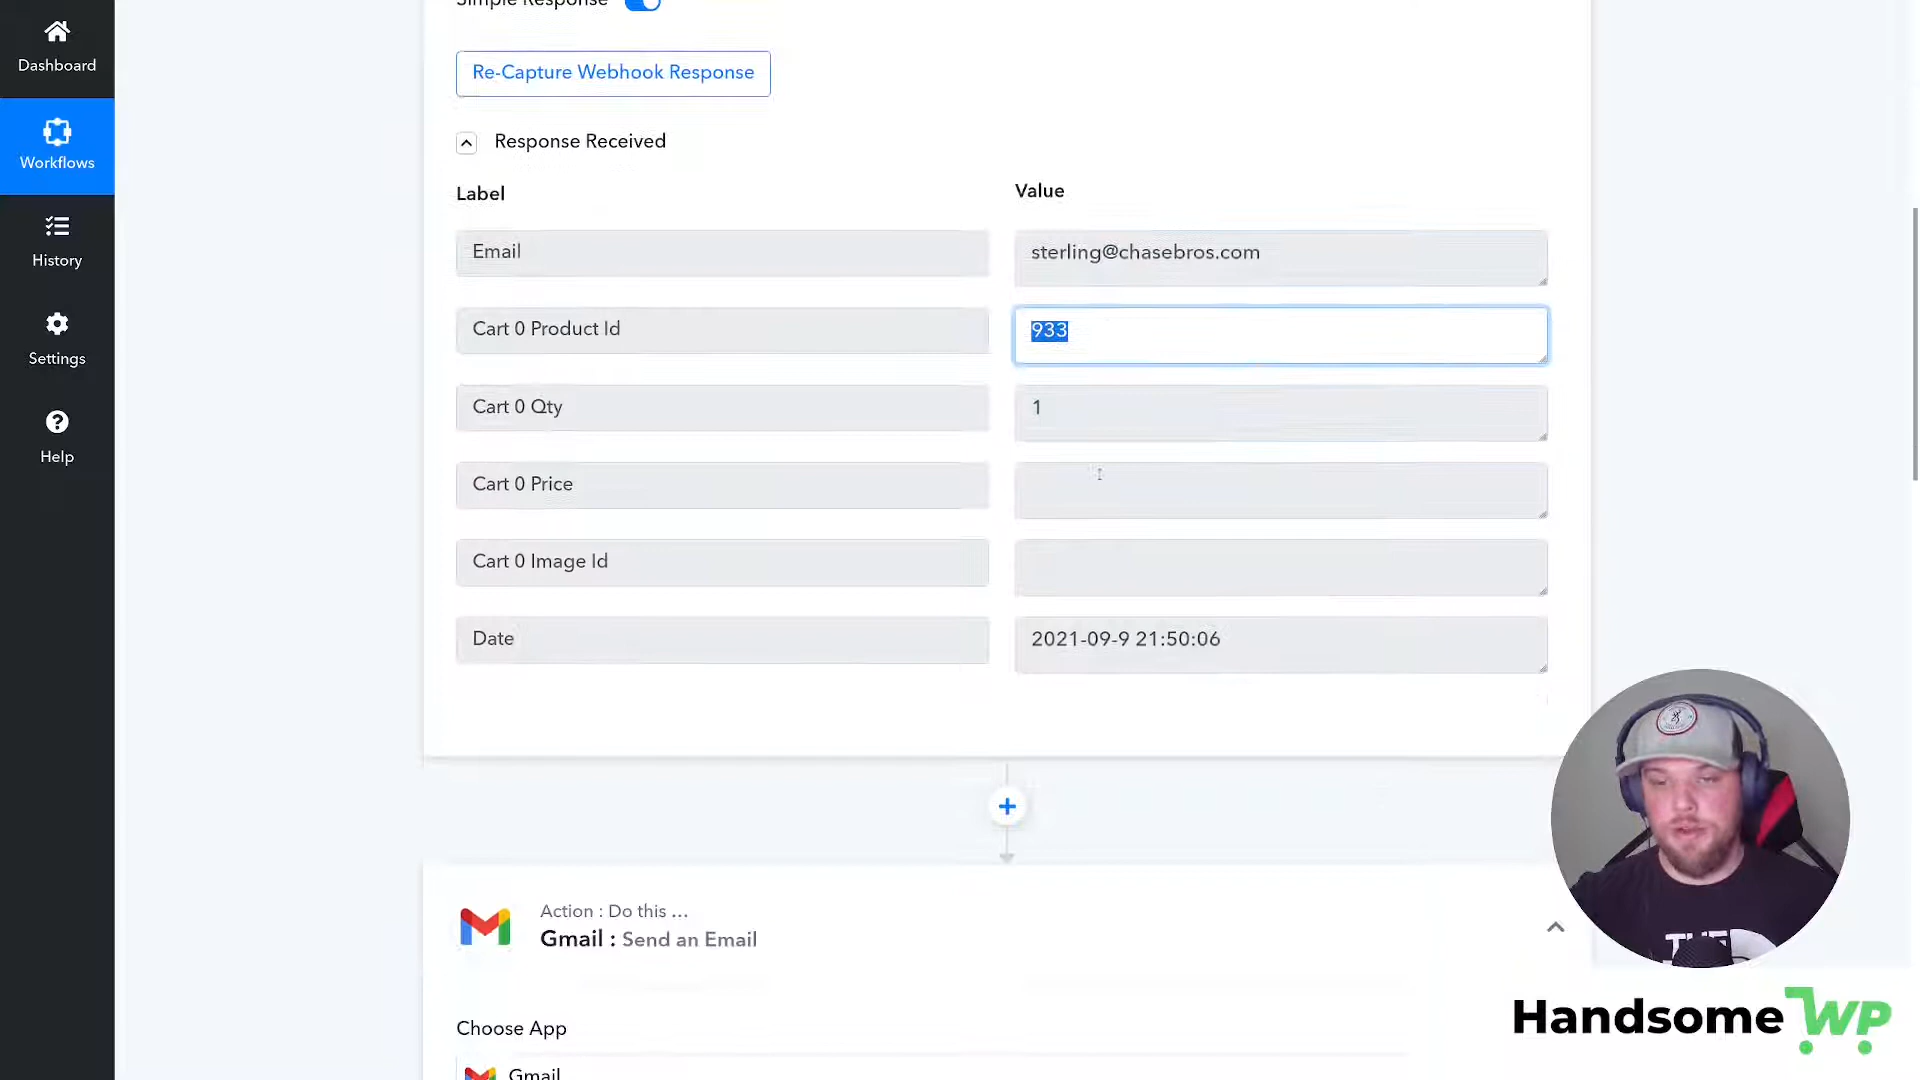 Simple Response
Dashboard
Re-Capture Webhook Response
Workflows
Response Received
Label
Value
Email
sterling@chasebros.com
History
Cart 0 Product Id
933
Settings
Cart 0 Qty
1
Help
Cart 0 Price
Cart 0 Image Id
Date
2021-09-9 21:50:06
Action : Do this ...
Gmail : Send an Email
Choose App
Gmail
HandsomeWP